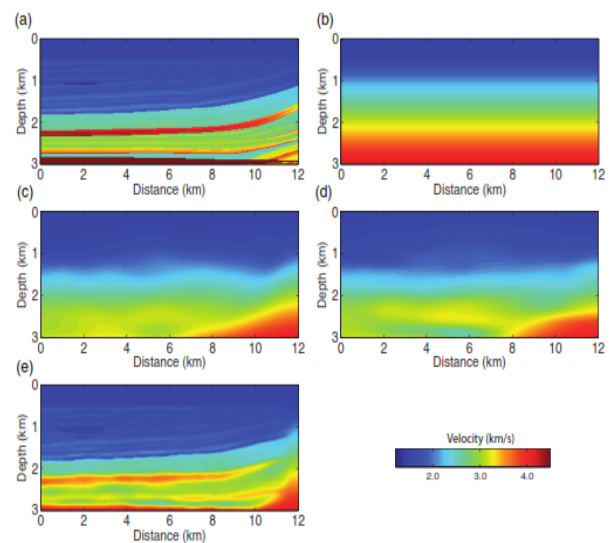 (a)
(b)
0
1
2
3
Depth (km)
0 2 4 6 8 10 12
Distance (km)
0
1
2
3
Depth (km)
0 2 4 6 8 10 12
Distance (km)
(c)
(d)
0
1
2
3
Depth (km)
0 2 4 6 8 10 12
Distance (km)
0
1
2
3
Depth (km)
0 2 4 6 8 10 12
Distance (km)
(e)
0
1
2
3
Depth (km)
0 2 4 6 8 10 12
Distance (km)
Velocity (km/s)
2.0 3.0 4.0